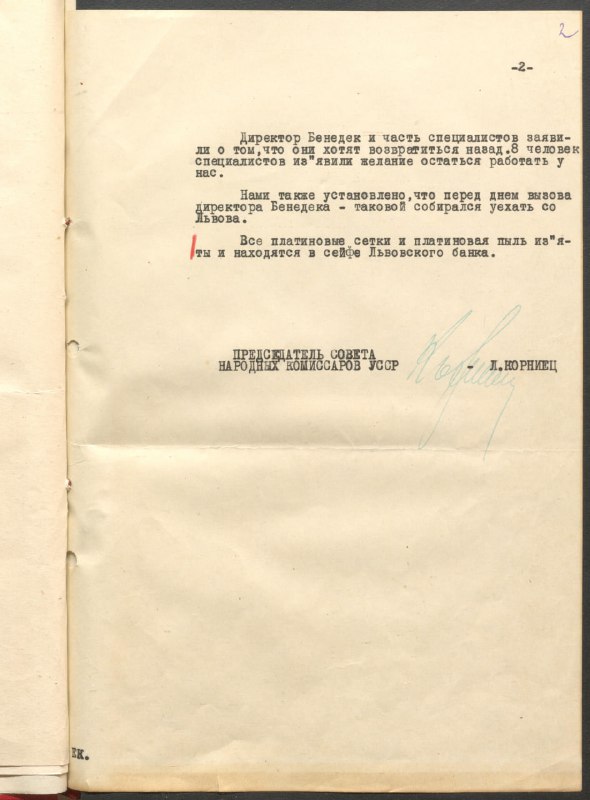 2
-2-
Директор Бенедек и часть специалистов заяви-
ли о том,что они хотят возвратиться назад.8 человек
специалистов из"явили желание остаться работать у
нас.
Нами также установлено,что перед днем вызова
директора Бенедека - таковой собирался уехать со
Львова.
Все платиновые сетки и платиновая пыль из"я-
ты и находятся в сейфе Львовского банка.
ПРЕДСЕДАТЕЛЬ СОВЕТА
НАРОДНЫХ КОМИССАРОВ УССР - Л.КОРНИЕЦ
ЕК.